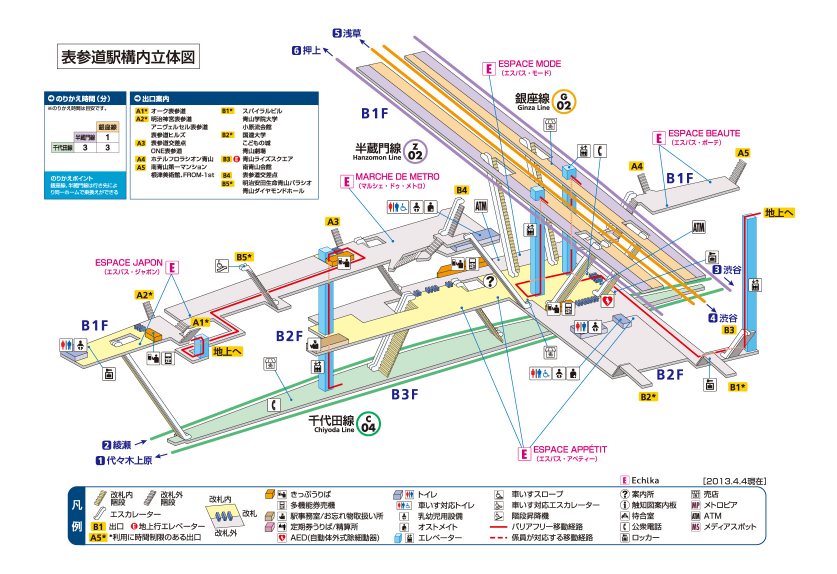 表参道駅構内立体図
のりかえ時間(分)
※のりかえ時間は目安です。
銀座線
半蔵門線 1
千代田線 3 3
のりかえポイント
銀座線、半蔵門線は行き先により同一ホームで乗換えができる
出口案内
A1* オーク表参道
A2* 明治神宮表参道
アニヴェルセル表参道
表参道ヒルズ
A3 表参道交差点
ONE表参道
A4 ホテルフロラシオン青山
A5 南青山第一マンション
根津美術館、FROM-1st
B1* スパイラルビル
青山学院大学
小原流会館
B2* 国連大学
こどもの城
青山劇場
B3 E 青山ライズスクエア
南青山会館
B4 表参道交差点
B5* 明治安田生命青山パラシオ
青山ダイヤモンドホール
5 浅草
6 押上
E ESPACE MODE
(エスパス・モード)
銀座線
Ginza Line
G 02
B1F
半蔵門線
Hanzomon Line
Z 02
E ESPACE BEAUTE
(エスパス・ボーテ)
A4
A5
B1F
E MARCHE DE METRO
(マルシェ・ドゥ・メトロ)
B4
ATM
地上へ
A3
ATM
ESPACE JAPON
(エスパス・ジャポン)
E
B5*
3 渋谷
A2*
A1*
4 渋谷
B1F
B2F
地上へ
B3
B3F
B2F
B1*
B2*
千代田線
Chiyoda Line
C 04
2 綾瀬
1 代々木上原
E ESPACE APPÉTIT
(エスパス・アペティー)
E Echika
[2013.4.4現在]
凡例
改札内階段
改札外階段
エスカレーター
B1 出口
E 地上行エレベーター
A5* *利用に時間制限のある出口
改札内
改札
改札外
きっぷうりば
多機能券売機
駅事務室/お忘れ物取扱い所
定期券うりば/精算所
AED(自動体外式除細動器)
トイレ
車いす対応トイレ
乳幼児用設備
オストメイト
エレベーター
車いすスロープ
車いす対応エスカレーター
階段昇降機
バリアフリー移動経路
係員が対応する移動経路
案内所
触知図案内板
待合室
公衆電話
ロッカー
売店
MP メトロピア
ATM ATM
MS メディアスポット